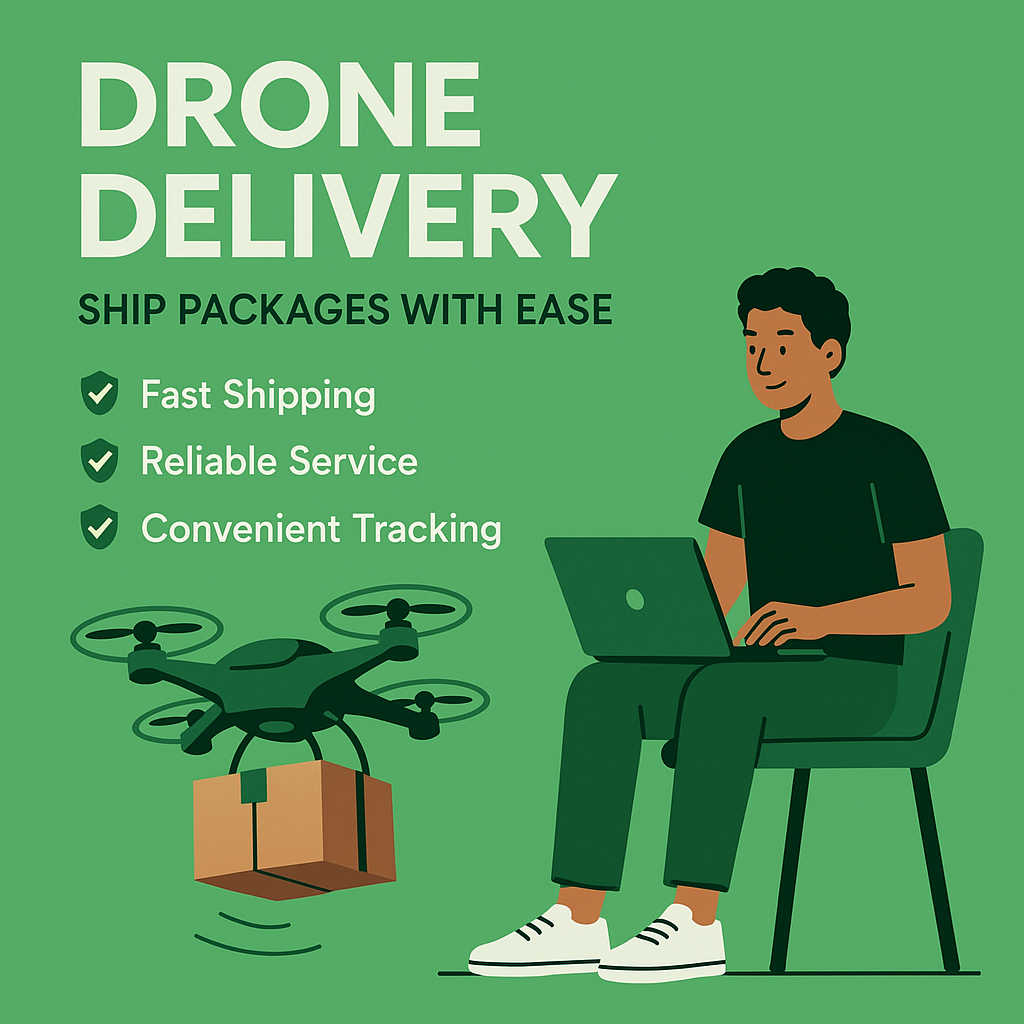 DRONE
DELIVERY
SHIP PACKAGES WITH EASE
Fast Shipping
Reliable Service
Convenient Tracking